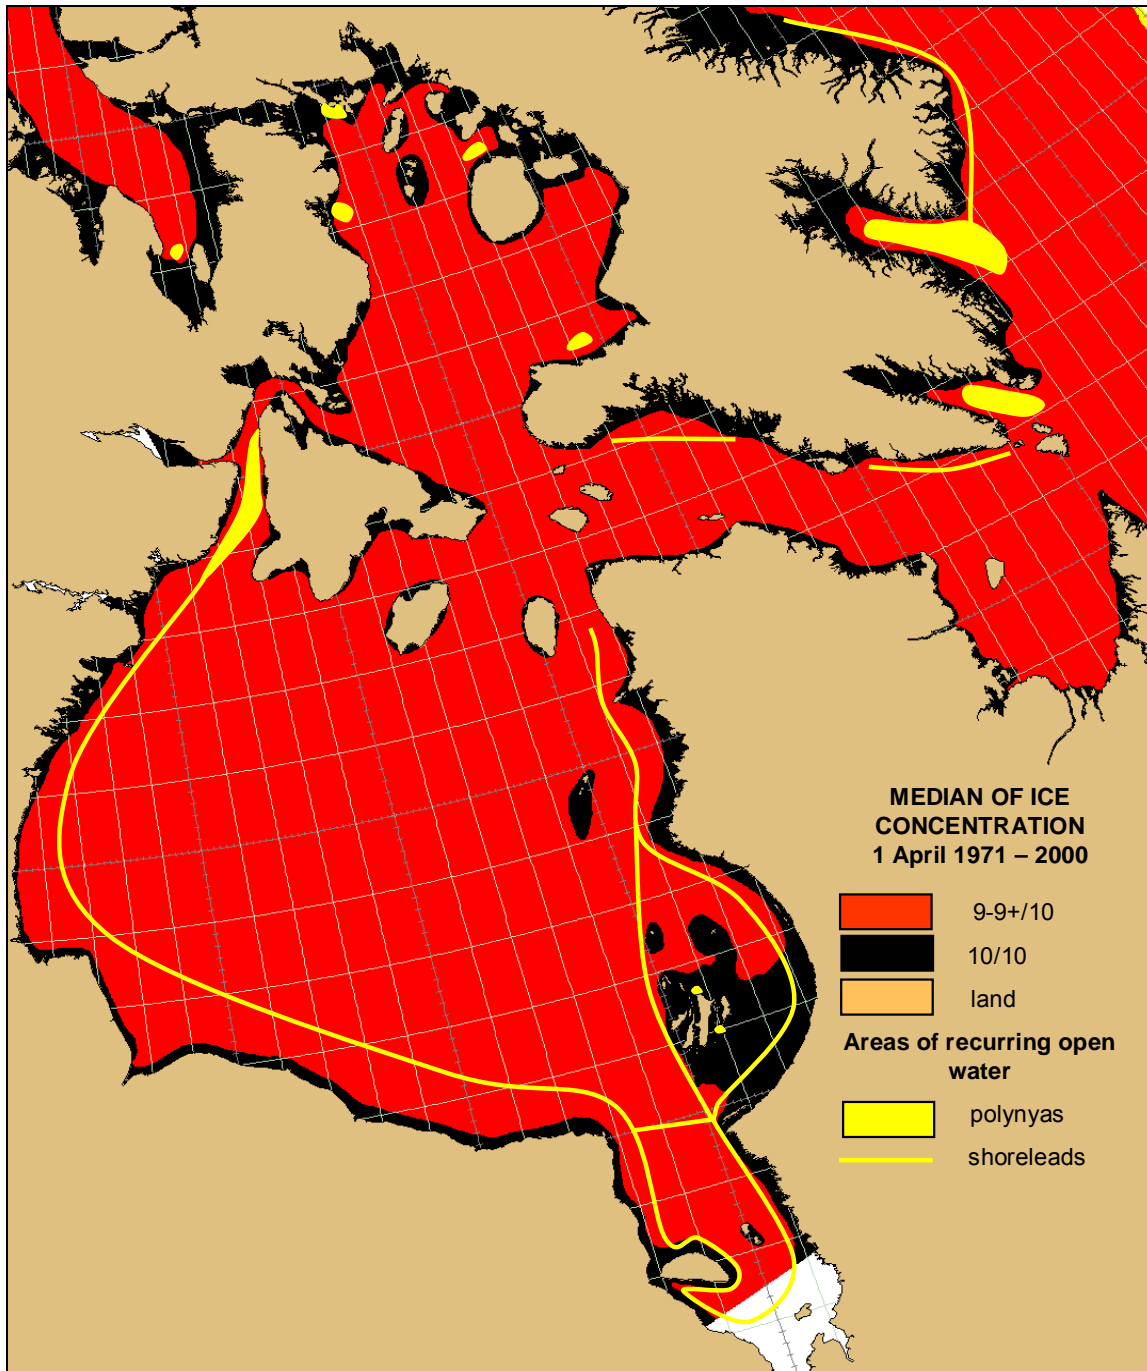 MEDIAN OF ICE
CONCENTRATION
1 April 1971 – 2000
9-9+/10
10/10
land
Areas of recurring open
water
polynyas
shoreleads